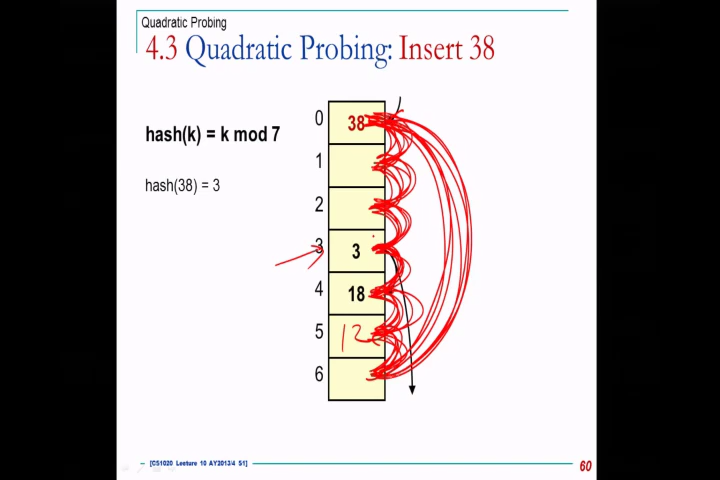 Quadratic Probing
4.3 Quadratic Probing: Insert 38
hash(k) = k mod 7
hash(38) = 3
0 38
1
2
3 3
4 18
5 12
6
[CS1020 Lecture 10 AY2013/4 S1]
60